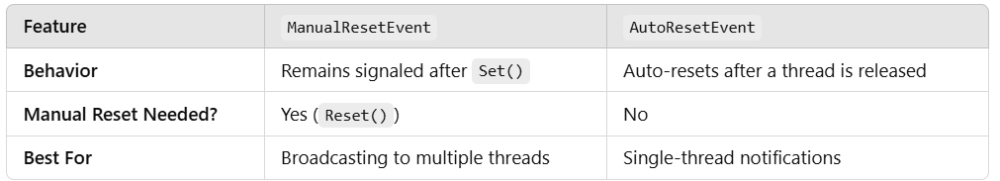 Feature ManualResetEvent AutoResetEvent
Behavior Remains signaled after Set() Auto-resets after a thread is released
Manual Reset Needed? Yes (Reset()) No
Best For Broadcasting to multiple threads Single-thread notifications